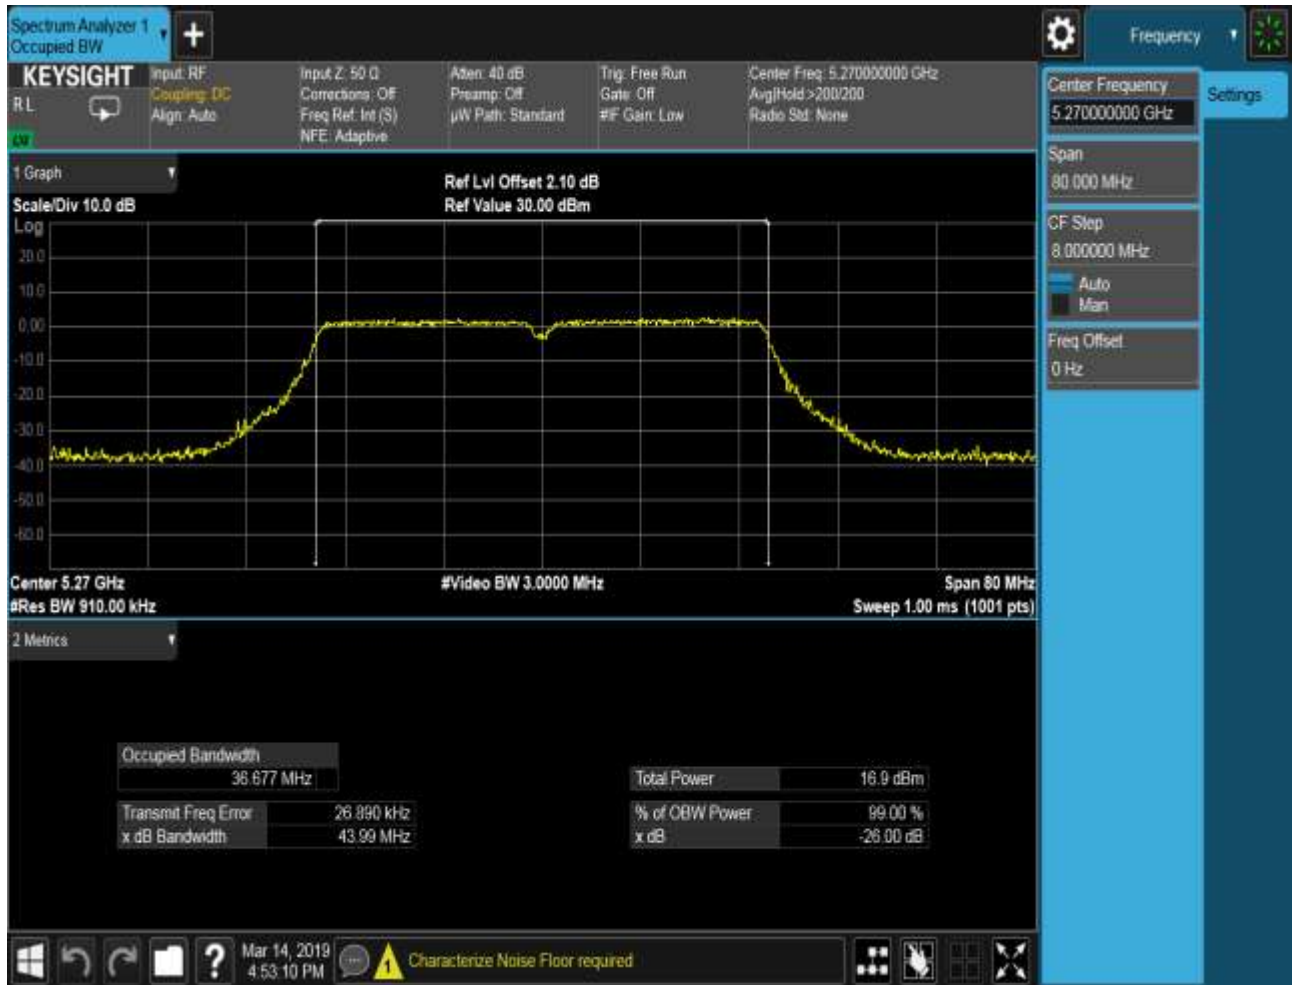 Spectrum Analyzer 1
Occupied BW
Frequency
KEYSIGHT
R L
Input: RF
Coupling: DC
Align: Auto
Input Z: 50 Ω
Corrections: Off
Freq Ref: Int (S)
NFE: Adaptive
Atten: 40 dB
Preamp: Off
µW Path: Standard
Trig: Free Run
Gate: Off
#IF Gain: Low
Center Freq: 5.270000000 GHz
Avg|Hold:>200/200
Radio Std: None
Center Frequency
5.270000000 GHz
Settings
Span
80.000 MHz
CF Step
8.000000 MHz
Auto
Man
Freq Offset
0 Hz
1 Graph
Scale/Div 10.0 dB
Ref Lvl Offset 2.10 dB
Ref Value 30.00 dBm
Log
20.0
10.0
0.00
-10.0
-20.0
-30.0
-40.0
-50.0
-60.0
Center 5.27 GHz
#Video BW 3.0000 MHz
Span 80 MHz
#Res BW 910.00 kHz
Sweep 1.00 ms (1001 pts)
2 Metrics
Occupied Bandwidth
36.677 MHz
Total Power 16.9 dBm
Transmit Freq Error 26.890 kHz
% of OBW Power 99.00 %
x dB Bandwidth 43.99 MHz
x dB -26.00 dB
?
Mar 14, 2019
4:53:10 PM
1
Characterize Noise Floor required